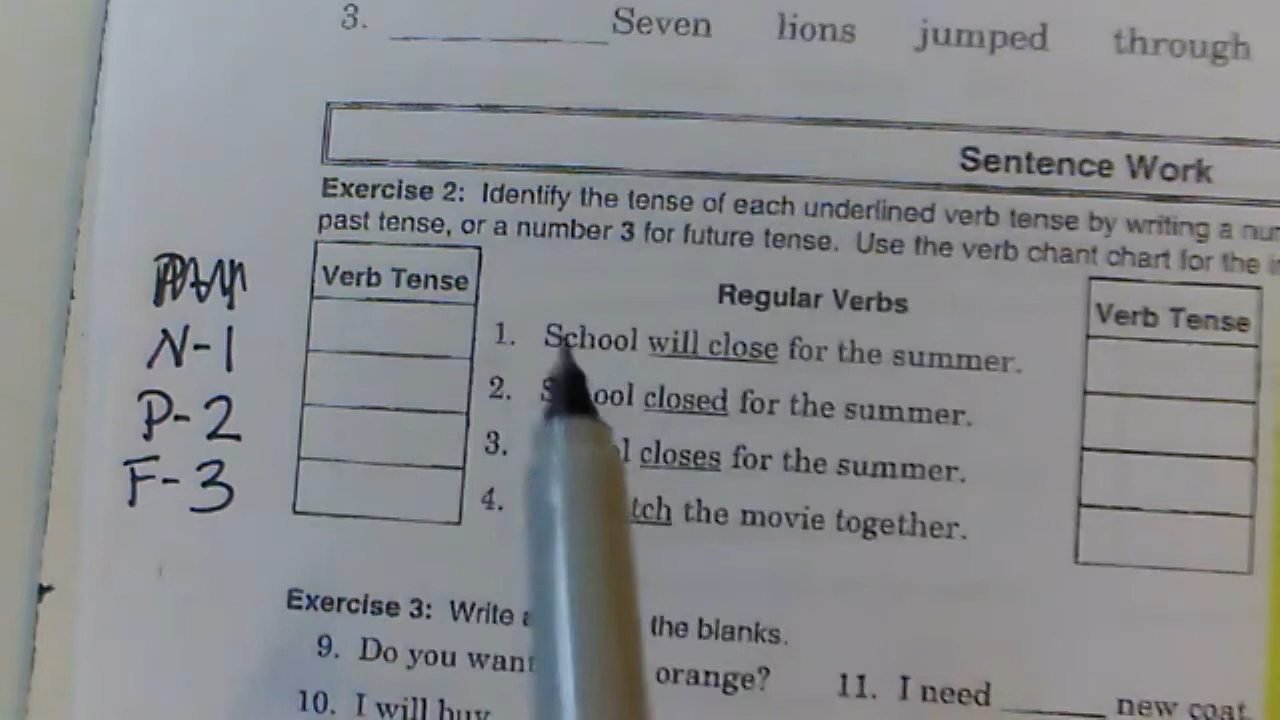 3. __________ Seven lions jumped through
Sentence Work
Exercise 2: Identify the tense of each underlined verb tense by writing a
past tense, or a number 3 for future tense. Use the verb chant chart for the
Verb Tense
Regular Verbs
Verb Tense
N-1
P-2
F-3
1. School will close for the summer.
2. closed for the summer.
3. closes for the summer.
4. the movie together.
Exercise 3: Write the blanks.
9. Do you want orange?
11. I need ______ new coat.
10. I will buy